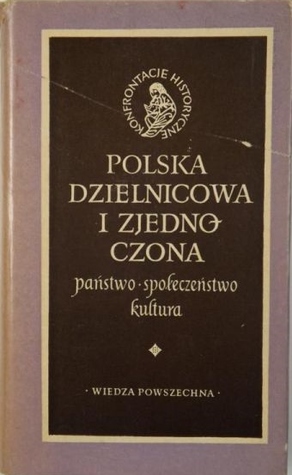 KONFRONTACJE HISTORYCZNE
POLSKA
DZIELNICOWA
I ZJEDNO
CZONA
państwo · społeczeństwo
kultura
· WIEDZA POWSZECHNA ·